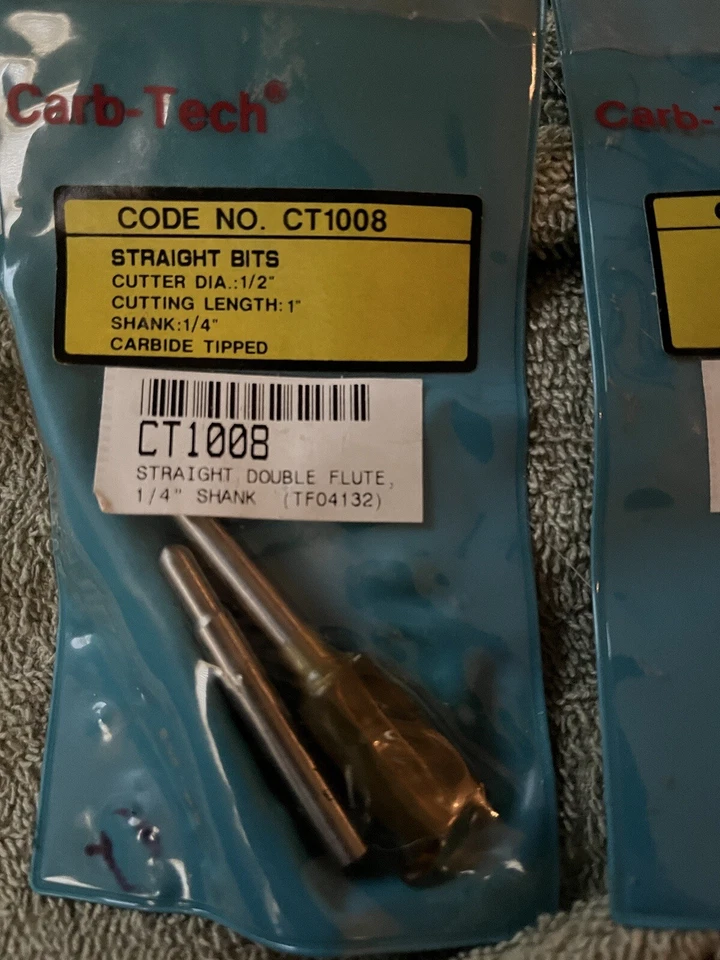 Carb-Tech®
CODE NO. CT1008
STRAIGHT BITS
CUTTER DIA.:1/2"
CUTTING LENGTH:1"
SHANK:1/4"
CARBIDE TIPPED
CT1008
STRAIGHT DOUBLE FLUTE,
1/4" SHANK (TF04132)
Carb-